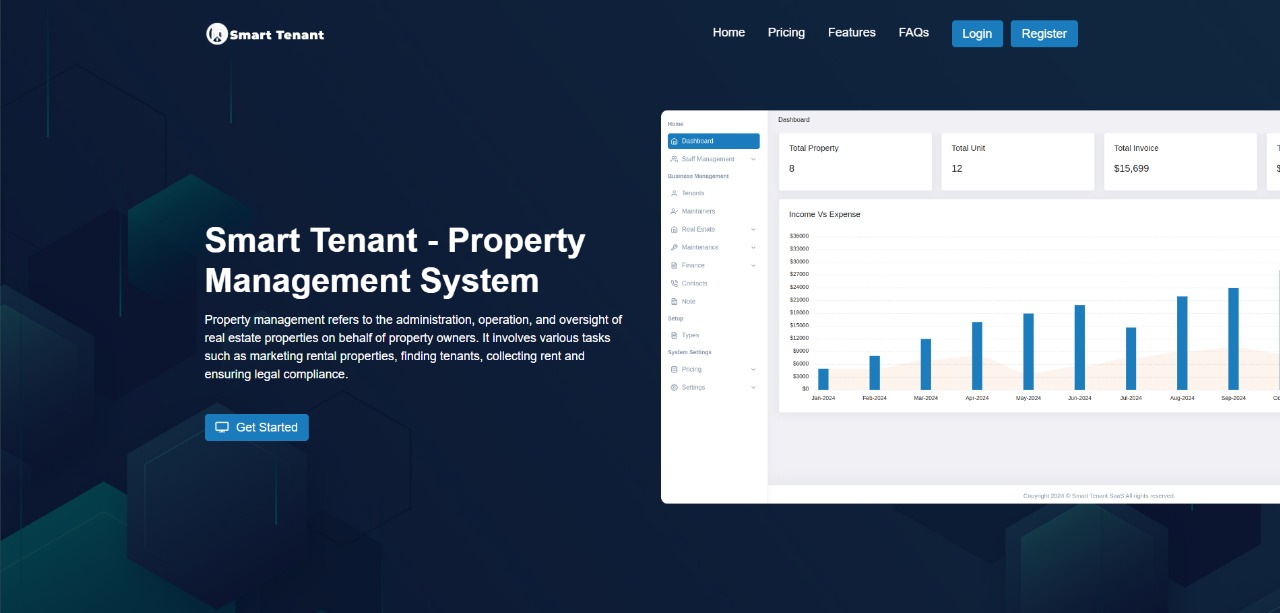 Smart Tenant
Home
Pricing
Features
FAQs
Login
Register
Smart Tenant - Property
Management System
Property management refers to the administration, operation, and oversight of
real estate properties on behalf of property owners. It involves various tasks
such as marketing rental properties, finding tenants, collecting rent and
ensuring legal compliance.
Get Started
Home
Dashboard
Staff Management
Business Management
Tenants
Maintainers
Real Estate
Maintenance
Finance
Contacts
Note
Setup
Types
System Settings
Pricing
Settings
Dashboard
Total Property
8
Total Unit
12
Total Invoice
$15,699
Income Vs Expense
$36000
$33000
$30000
$27000
$24000
$21000
$18000
$15000
$12000
$9000
$6000
$3000
$0
Jan-2024
Feb-2024
Mar-2024
Apr-2024
May-2024
Jun-2024
Jul-2024
Aug-2024
Sep-2024
Copyright 2024 © Smart Tenant SaaS All rights reserved.